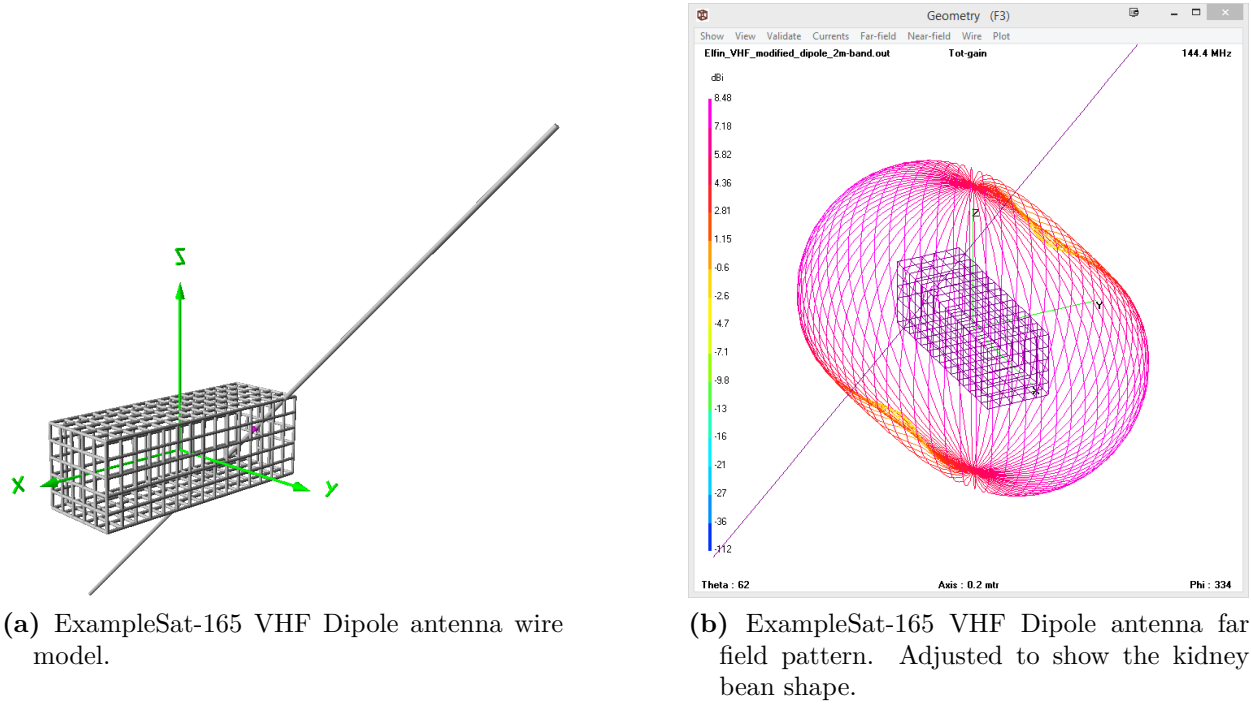 Z
X
y
(a) ExampleSat-165 VHF Dipole antenna wire
model.
Geometry (F3)
Show View Validate Currents Far-field Near-field Wire Plot
Elfin_VHF_modified_dipole_2m-band.out Tot-gain 144.4 MHz
dBi
8.48
7.18
5.82
4.36
2.81
1.15
-0.6
-2.6
-4.7
-7.1
-9.8
-13
-16
-21
-27
-36
-112
Z
Y
X
Theta : 62 Axis : 0.2 mtr Phi : 334
(b) ExampleSat-165 VHF Dipole antenna far
field pattern. Adjusted to show the kidney
bean shape.